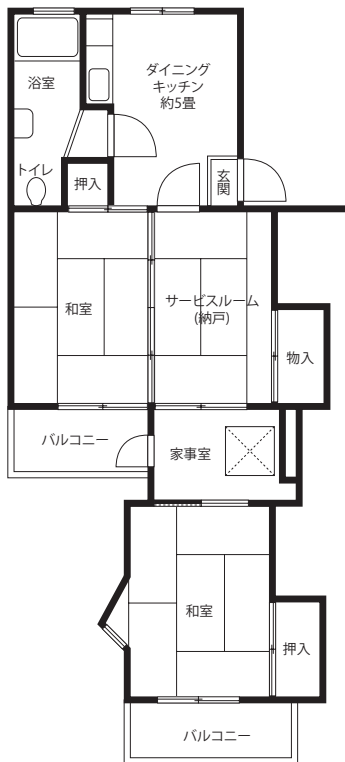 ダイニング
キッチン
約5畳
浴室
トイレ
押入
玄関
和室
サービスルーム
(納戸)
物入
バルコニー
家事室
和室
押入
バルコニー